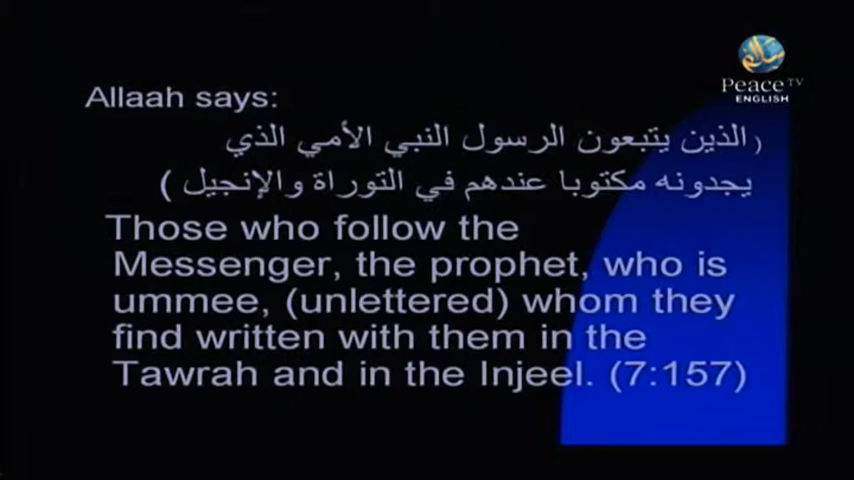 سلام
Peace TV
ENGLISH
Allaah says:
(الذين يتبعون الرسول النبي الأمي الذي
يجدونه مكتوبا عندهم في التوراة والإنجيل )
Those who follow the
Messenger, the prophet, who is
ummee, (unlettered) whom they
find written with them in the
Tawrah and in the Injeel. (7:157)